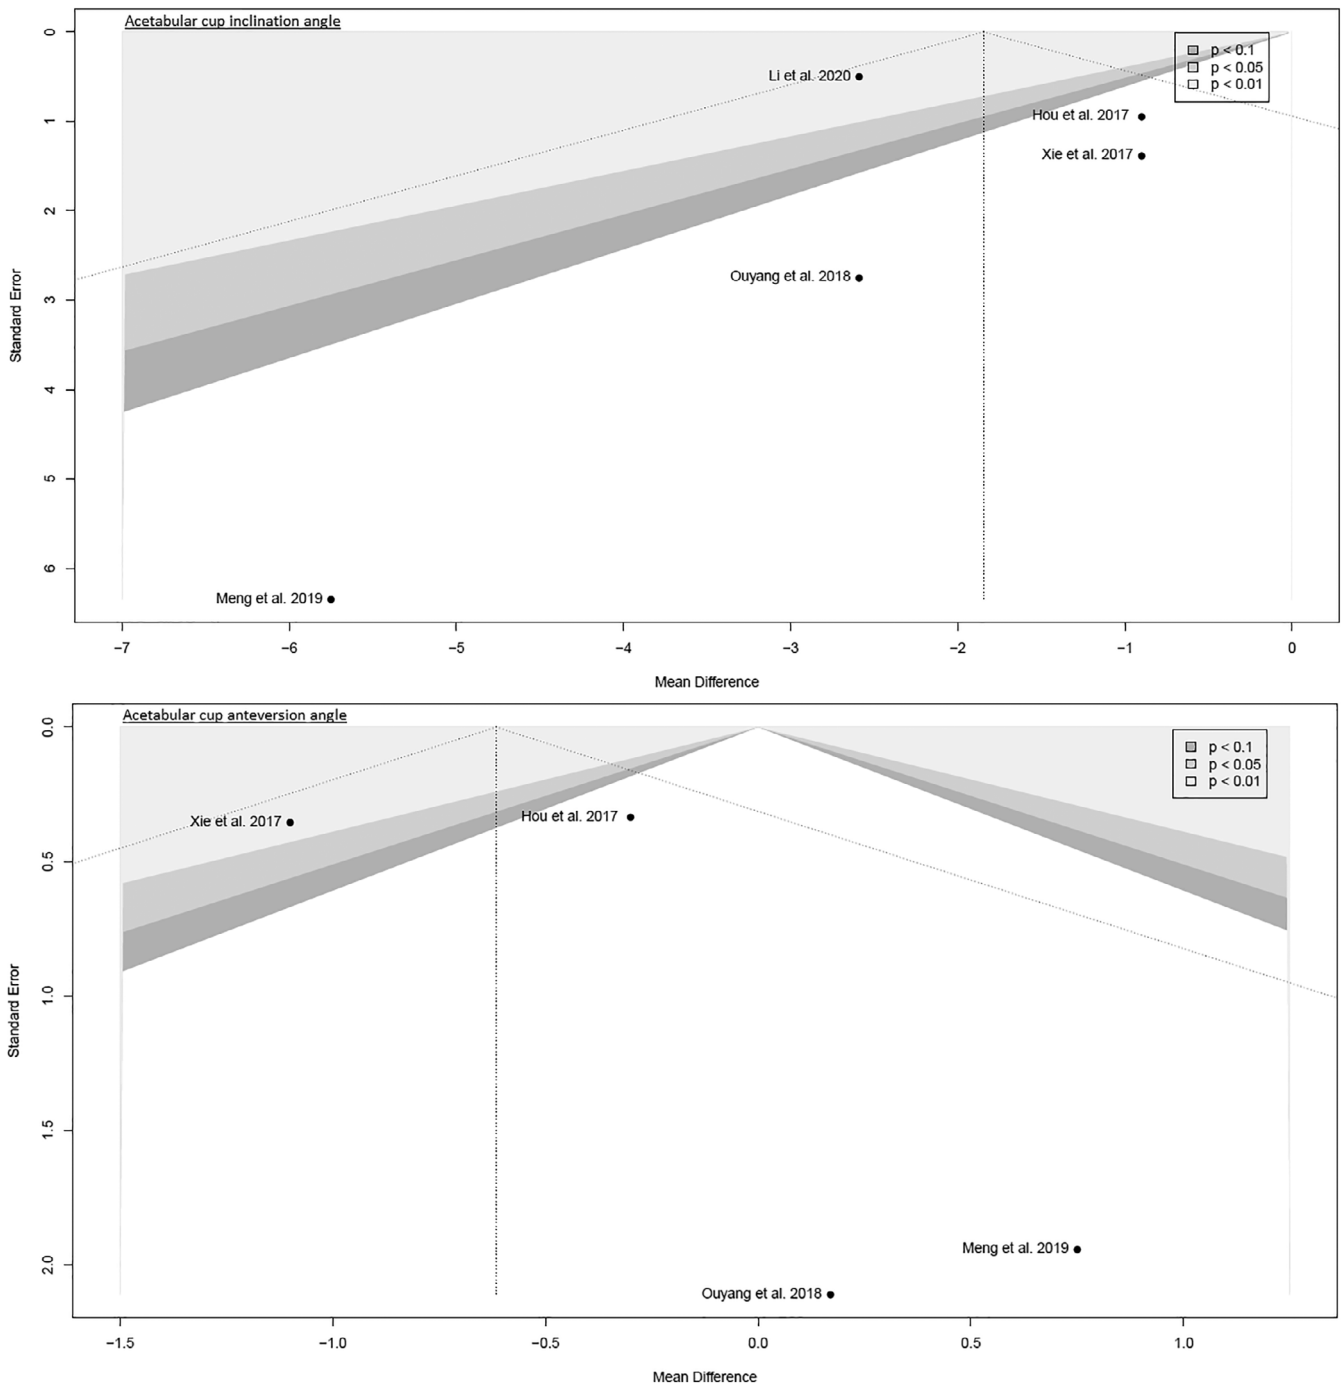 Acetabular cup inclination angle
0
1
2
3
4
5
6
Standard Error
p < 0.1
p < 0.05
p < 0.01
Li et al. 2020
Hou et al. 2017
Xie et al. 2017
Ouyang et al. 2018
Meng et al. 2019
−7
−6
−5
−4
−3
−2
−1
0
Mean Difference
Acetabular cup anteversion angle
0.0
0.5
1.0
1.5
2.0
Standard Error
p < 0.1
p < 0.05
p < 0.01
Xie et al. 2017
Hou et al. 2017
Meng et al. 2019
Ouyang et al. 2018
−1.5
−1.0
−0.5
0.0
0.5
1.0
Mean Difference